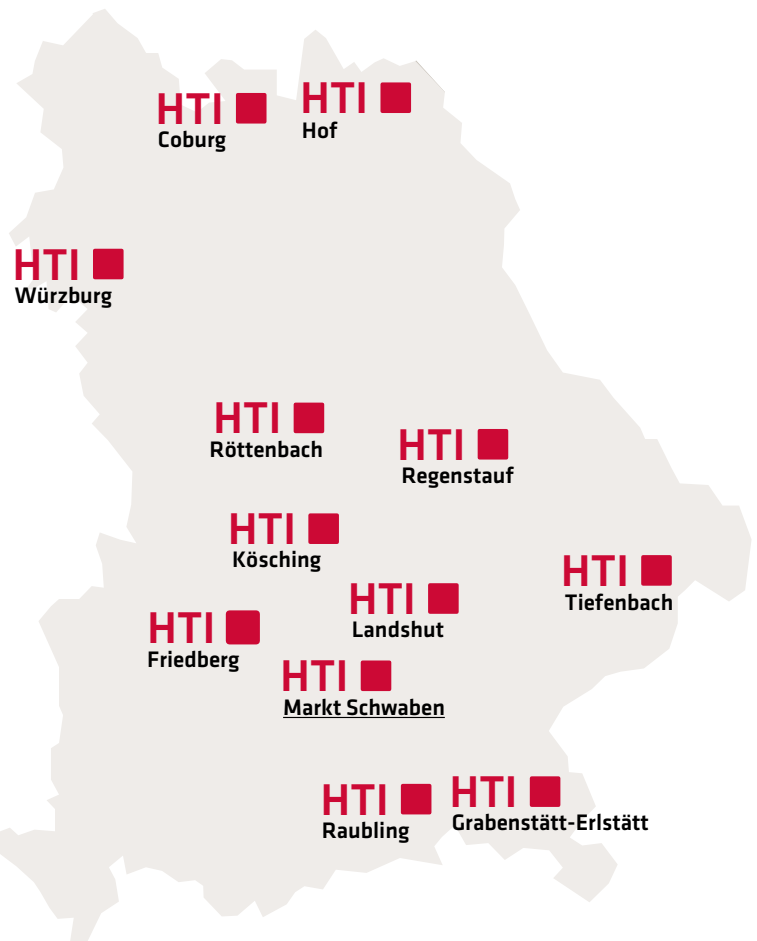 HTI
Coburg
HTI
Hof
HTI
Würzburg
HTI
Röttenbach
HTI
Regenstauf
HTI
Kösching
HTI
Tiefenbach
HTI
Landshut
HTI
Friedberg
HTI
Markt Schwaben
HTI
Raubling
HTI
Grabenstätt-Erlstätt